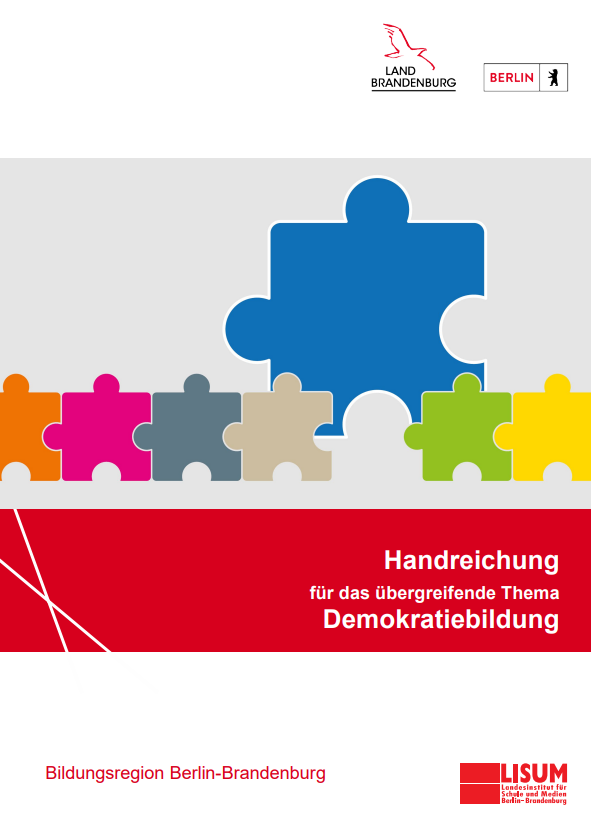 LAND
BRANDENBURG
BERLIN
Handreichung
für das übergreifende Thema
Demokratiebildung
Bildungsregion Berlin-Brandenburg
LISUM
Landesinstitut für
Schule und Medien
Berlin-Brandenburg